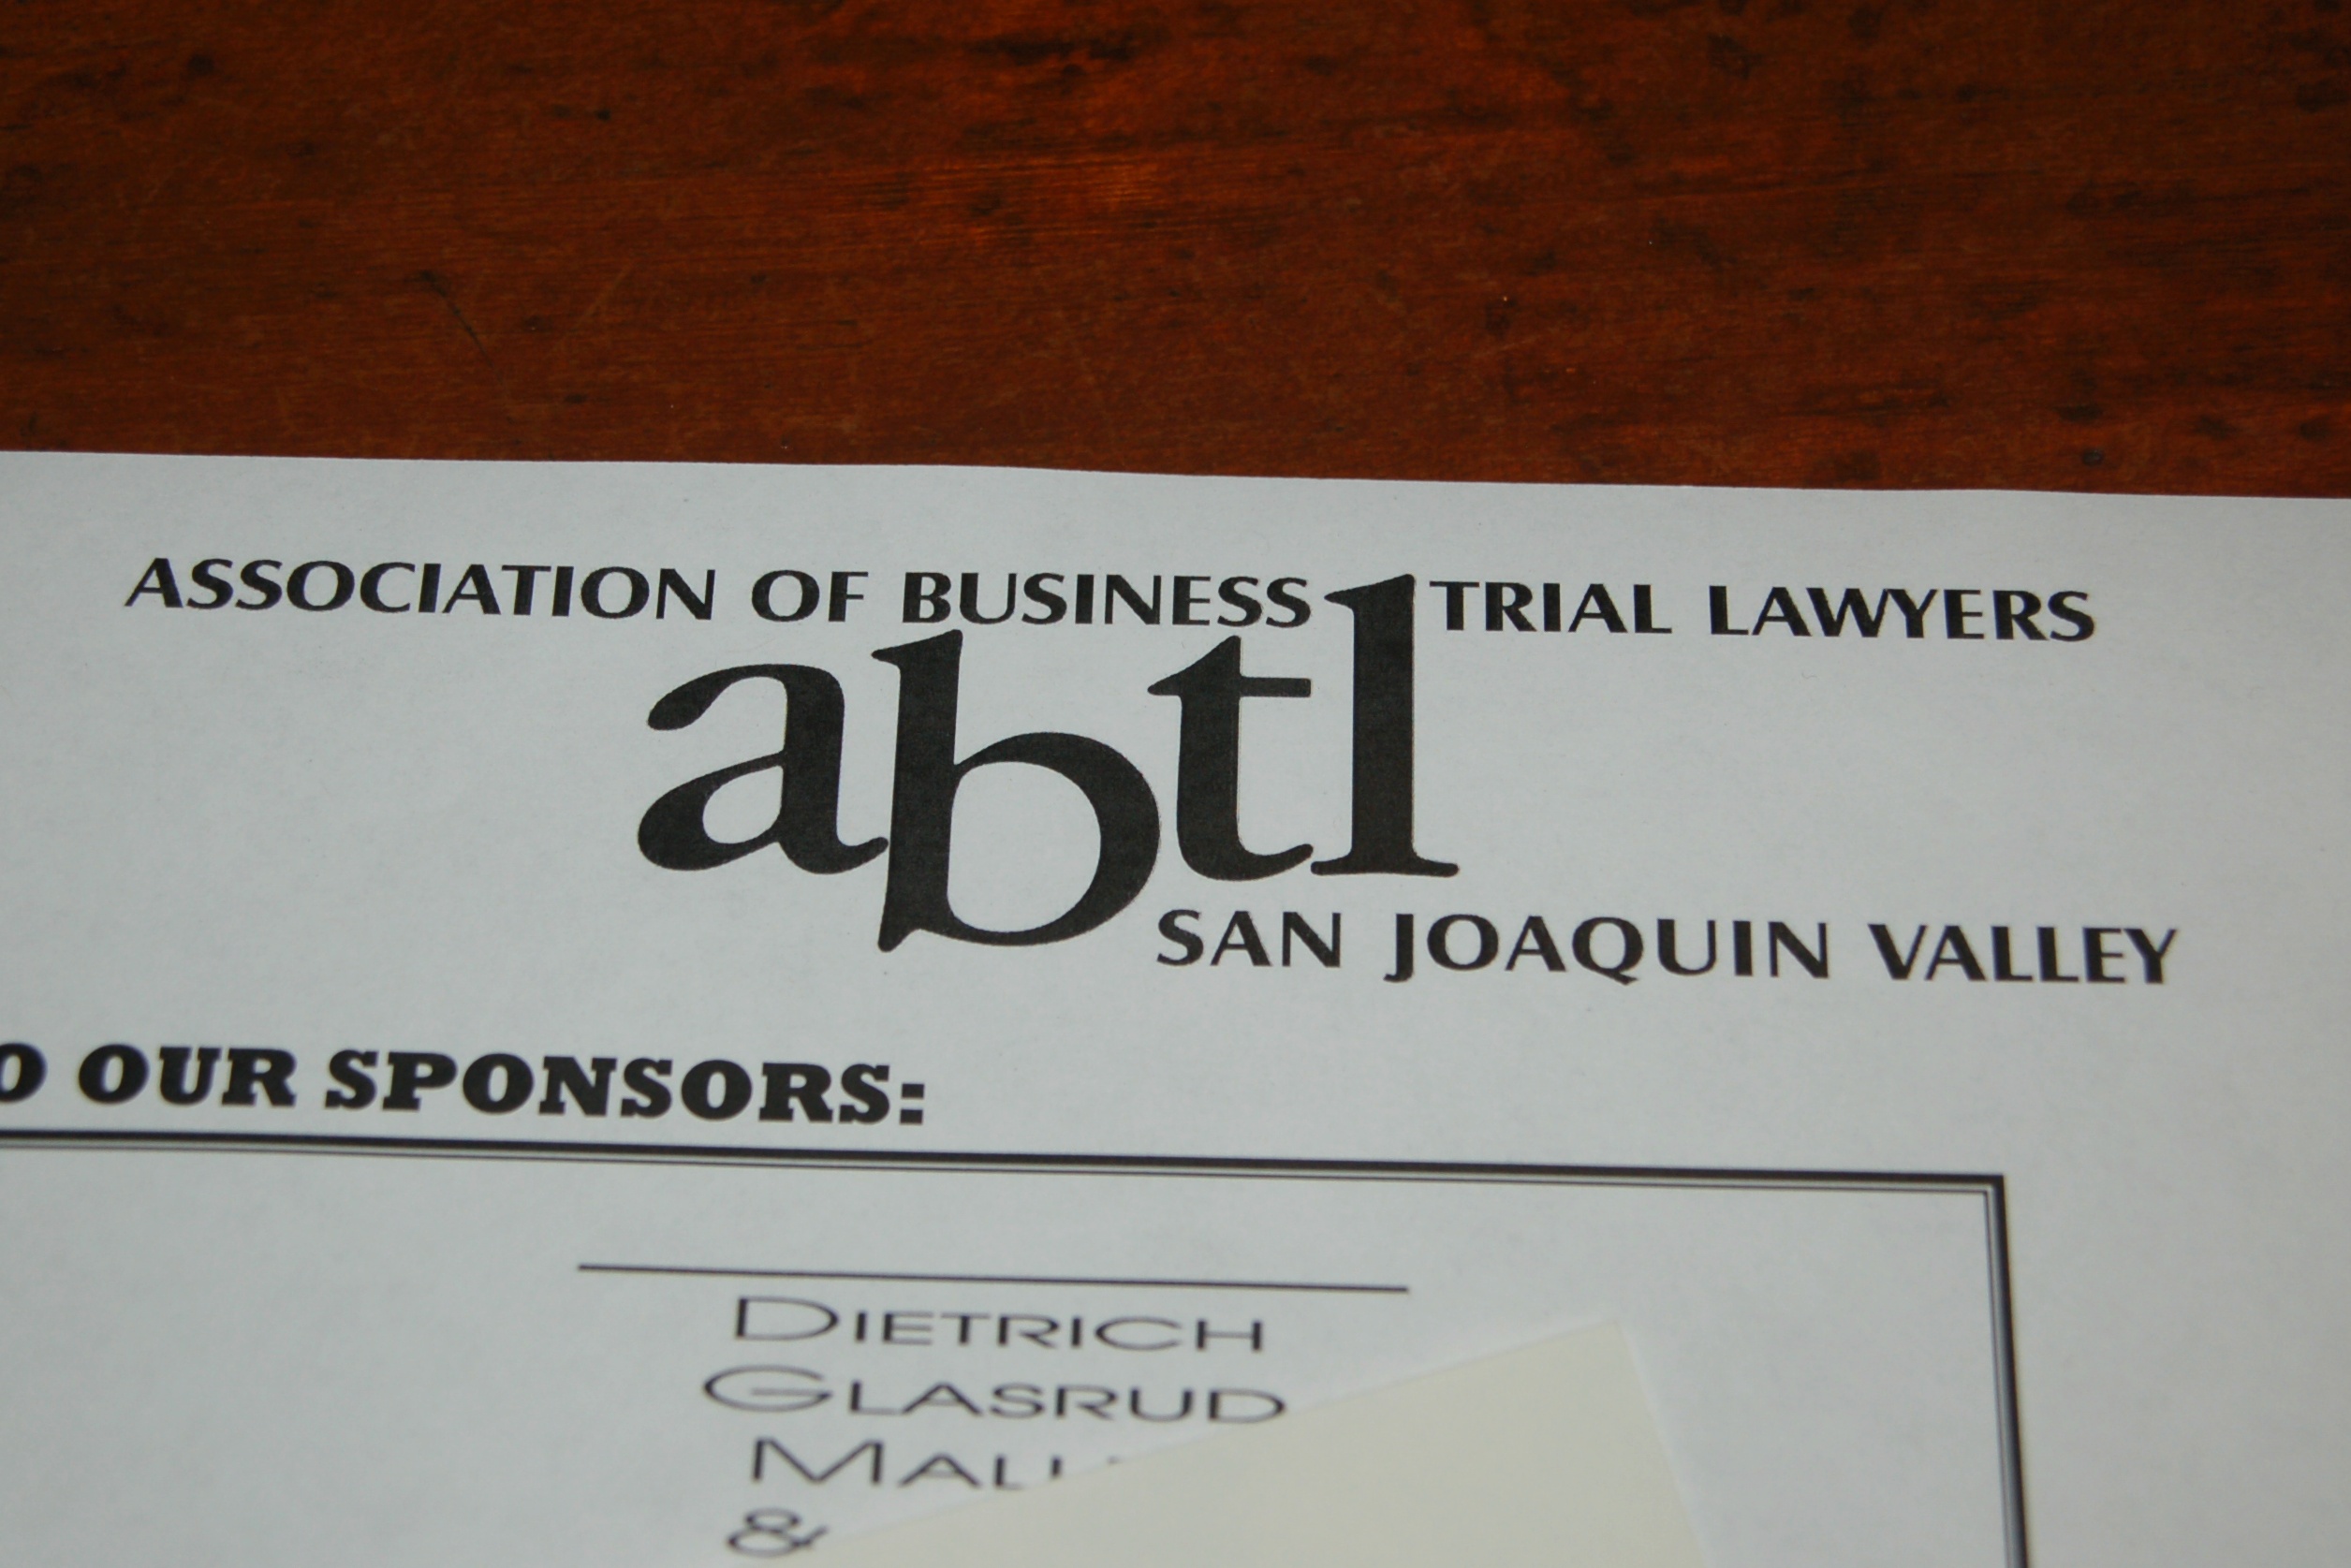 ASSOCIATION OF BUSINESS TRIAL LAWYERS
abtl
SAN JOAQUIN VALLEY
O OUR SPONSORS:
DIETRICH
GLASRUD
&